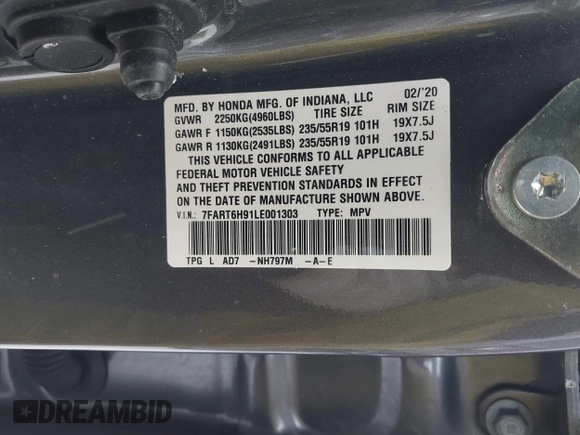 MFD. BY HONDA MFG. OF INDIANA, LLC 02/'20
GVWR 2250KG(4960LBS) TIRE SIZE RIM SIZE
GAWR F 1150KG(2535LBS) 235/55R19 101H 19X7.5J
GAWR R 1130KG(2491LBS) 235/55R19 101H 19X7.5J
THIS VEHICLE CONFORMS TO ALL APPLICABLE
FEDERAL MOTOR VEHICLE SAFETY
AND THEFT PREVENTION STANDARDS IN EFFECT
ON THE DATE OF MANUFACTURE SHOWN ABOVE.
V.I.N.: 7FART6H91LE001303 TYPE: MPV
TPG L AD7 -NH797M -A-E
DREAMBID